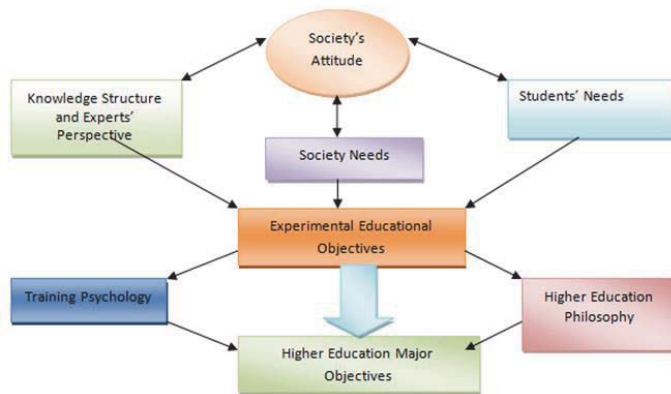 Society's
Attitude
Knowledge Structure
and Experts'
Perspective
Students' Needs
Society Needs
Experimental Educational
Objectives
Training Psychology
Higher Education
Philosophy
Higher Education Major
Objectives